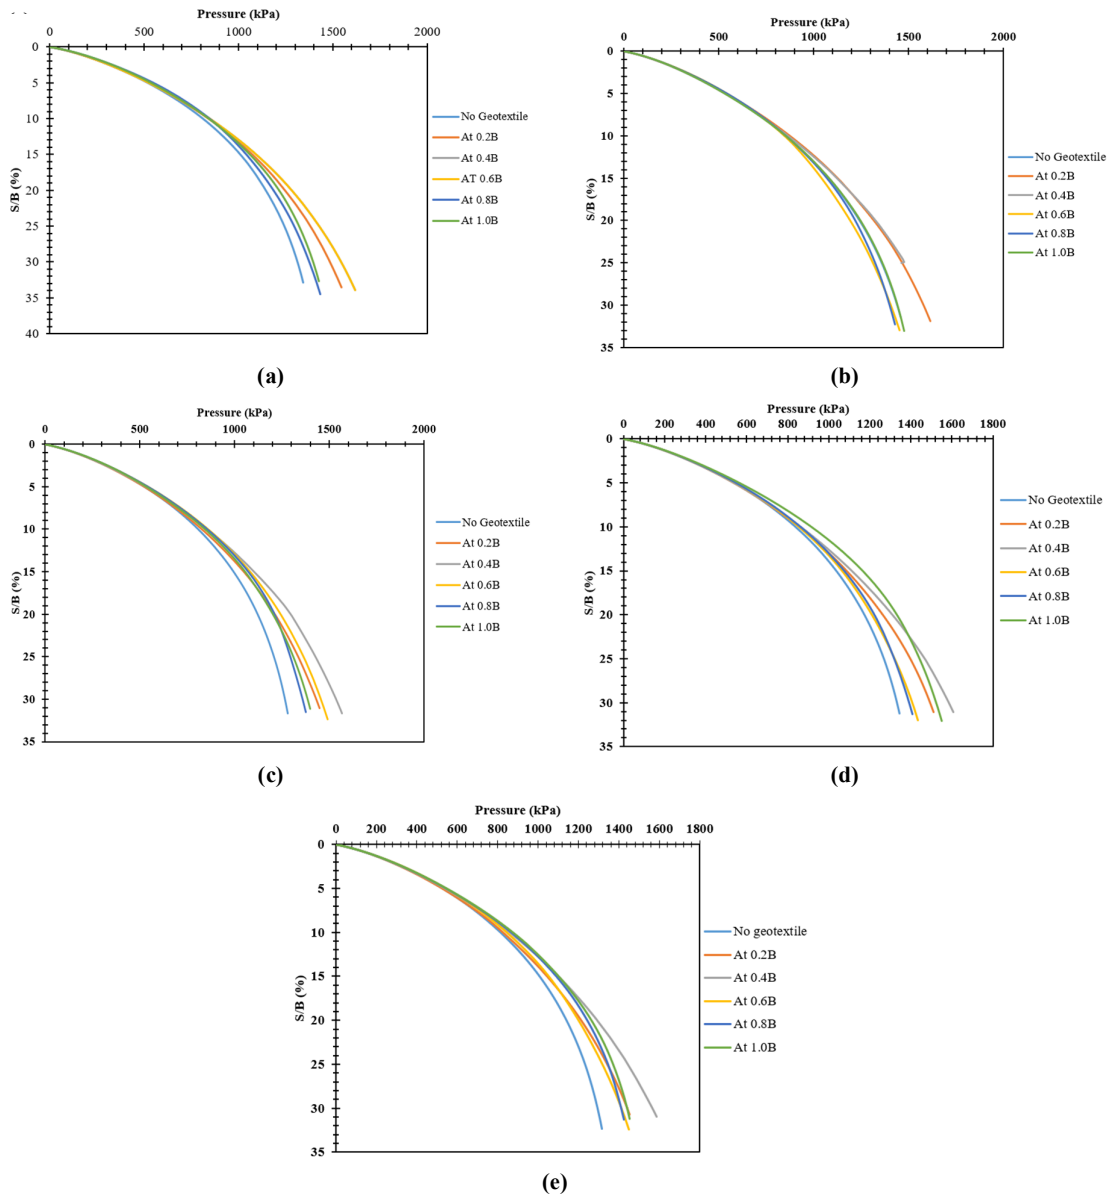 Pressure (kPa)
0 500 1000 1500 2000
0
5
10
15
20
25
30
35
40
S/B (%)
No Geotextile
At 0.2B
At 0.4B
AT 0.6B
At 0.8B
At 1.0B
(a)
Pressure (kPa)
0 500 1000 1500 2000
0
5
10
15
20
25
30
35
S/B (%)
No Geotextile
At 0.2B
At 0.4B
At 0.6B
At 0.8B
At 1.0B
(b)
Pressure (kPa)
0 500 1000 1500 2000
0
5
10
15
20
25
30
35
S/B (%)
No Geotextile
At 0.2B
At 0.4B
At 0.6B
At 0.8B
At 1.0B
(c)
Pressure (kPa)
0 200 400 600 800 1000 1200 1400 1600 1800
0
5
10
15
20
25
30
35
S/B (%)
No Geotextile
At 0.2B
At 0.4B
At 0.6B
At 0.8B
At 1.0B
(d)
Pressure (kPa)
0 200 400 600 800 1000 1200 1400 1600 1800
0
5
10
15
20
25
30
35
S/B (%)
No geotextile
At 0.2B
At 0.4B
At 0.6B
At 0.8B
At 1.0B
(e)